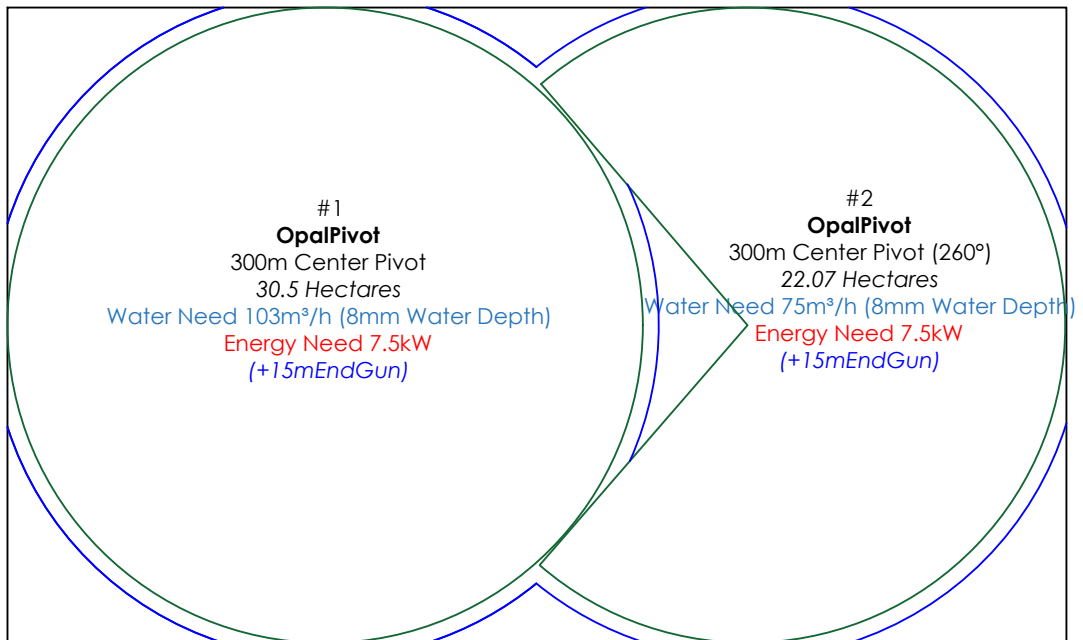 #1
OpalPivot
300m Center Pivot
30.5 Hectares
Water Need 103m³/h (8mm Water Depth)
Energy Need 7.5kW
(+15mEndGun)
#2
OpalPivot
300m Center Pivot (260°)
22.07 Hectares
Water Need 75m³/h (8mm Water Depth)
Energy Need 7.5kW
(+15mEndGun)